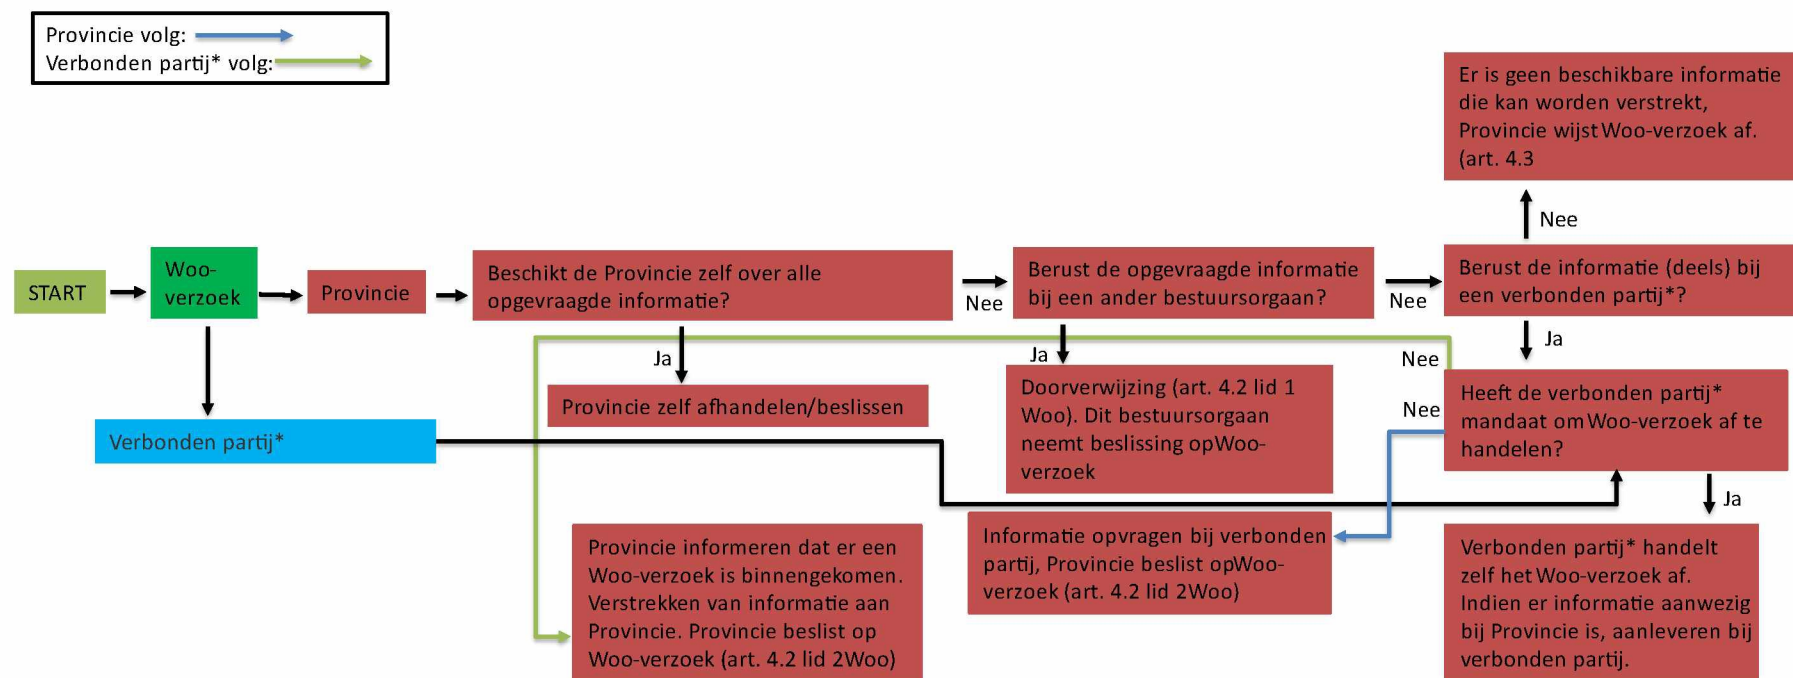 Provincie volg:
Verbonden partij* volg:
Er is geen beschikbare informatie
die kan worden verstrekt,
Provincie wijst Woo-verzoek af.
(art. 4.3
Nee
START
Woo-
verzoek
Provincie
Beschikt de Provincie zelf over alle
opgevraagde informatie?
Nee
Berust de opgevraagde informatie
bij een ander bestuursorgaan?
Nee
Berust de informatie (deels) bij
een verbonden partij*?
Ja
Ja
Ja
Nee
Provincie zelf afhandelen/beslissen
Doorverwijzing (art. 4.2 lid 1
Woo). Dit bestuursorgaan
neemt beslissing op Woo-
verzoek
Nee
Heeft de verbonden partij*
mandaat om Woo-verzoek af te
handelen?
Verbonden partij*
Ja
Provincie informeren dat er een
Woo-verzoek is binnengekomen.
Verstrekken van informatie aan
Provincie. Provincie beslist op
Woo-verzoek (art. 4.2 lid 2Woo)
Informatie opvragen bij verbonden
partij, Provincie beslist opWoo-
verzoek (art. 4.2 lid 2Woo)
Verbonden partij* handelt
zelf het Woo-verzoek af.
Indien er informatie aanwezig
bij Provincie is, aanleveren bij
verbonden partij.